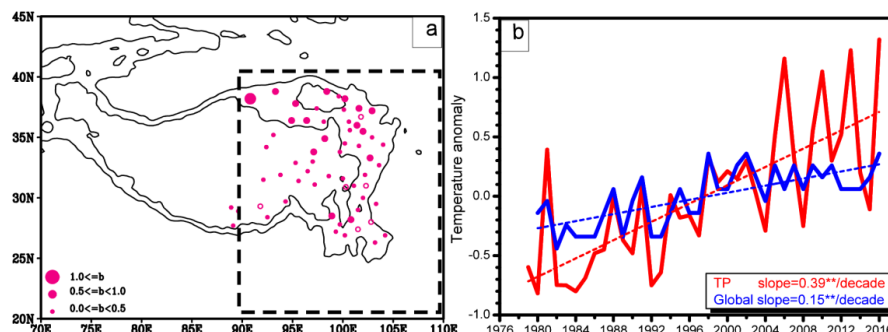 45N
40N
35N
30N
25N
20N
70E 75E 80E 85E 90E 95E 100E 105E 110E
a
1.0<=b
0.5<=b<1.0
0.0<=b<0.5
b
Temperature anomaly
1.5
1.0
0.5
0.0
-0.5
-1.0
1976 1980 1984 1988 1992 1996 2000 2004 2008 2012
TP slope=0.39**/decade
Global slope=0.15**/decade